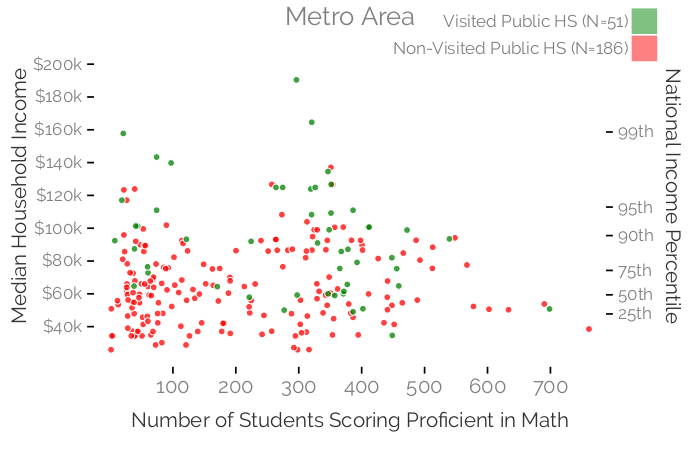 Metro Area
Visited Public HS (N=51)
Non-Visited Public HS (N=186)
Median Household Income
$200k
$180k
$160k
$140k
$120k
$100k
$80k
$60k
$40k
National Income Percentile
99th
95th
90th
75th
50th
25th
100 200 300 400 500 600 700
Number of Students Scoring Proficient in Math